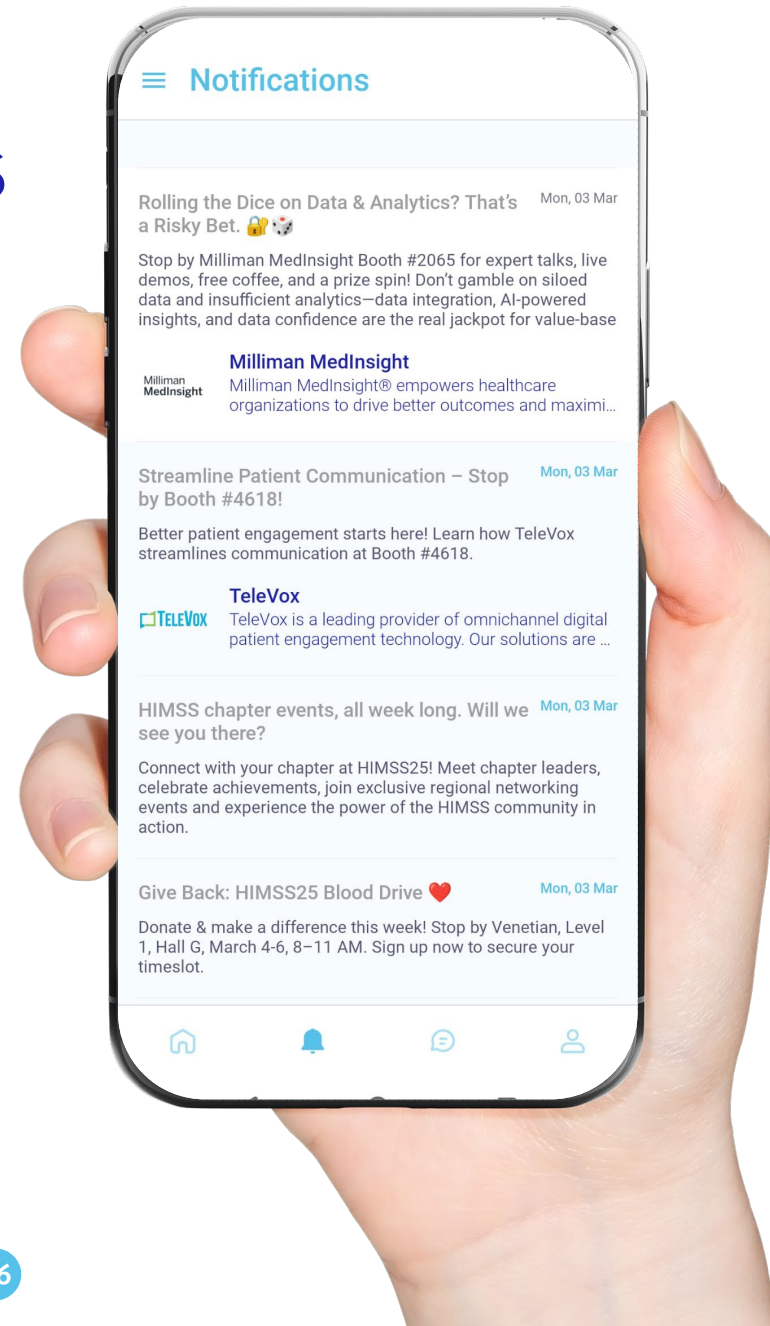 Notifications
Rolling the Dice on Data & Analytics? That’s
a Risky Bet. 🔐🎲
Mon, 03 Mar
Stop by Milliman MedInsight Booth #2065 for expert talks, live
demos, free coffee, and a prize spin! Don’t gamble on siloed
data and insufficient analytics—data integration, AI-powered
insights, and data confidence are the real jackpot for value-base
Milliman
MedInsight
Milliman MedInsight
Milliman MedInsight® empowers healthcare
organizations to drive better outcomes and maximi...
Streamline Patient Communication – Stop
by Booth #4618!
Mon, 03 Mar
Better patient engagement starts here! Learn how TeleVox
streamlines communication at Booth #4618.
TELEVOX
TeleVox
TeleVox is a leading provider of omnichannel digital
patient engagement technology. Our solutions are ...
HIMSS chapter events, all week long. Will we
see you there?
Mon, 03 Mar
Connect with your chapter at HIMSS25! Meet chapter leaders,
celebrate achievements, join exclusive regional networking
events and experience the power of the HIMSS community in
action.
Give Back: HIMSS25 Blood Drive ❤️
Mon, 03 Mar
Donate & make a difference this week! Stop by Venetian, Level
1, Hall G, March 4-6, 8–11 AM. Sign up now to secure your
timeslot.